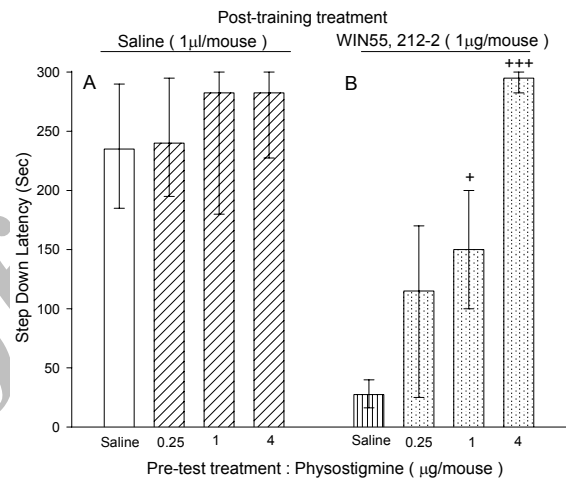 Post-training treatment
Saline ( 1µl/mouse )
WIN55, 212-2 ( 1µg/mouse )
A
B
+++
+
Step Down Latency (Sec)
300
250
200
150
100
50
0
Saline 0.25 1 4 Saline 0.25 1 4
Pre-test treatment : Physostigmine ( µg/mouse )